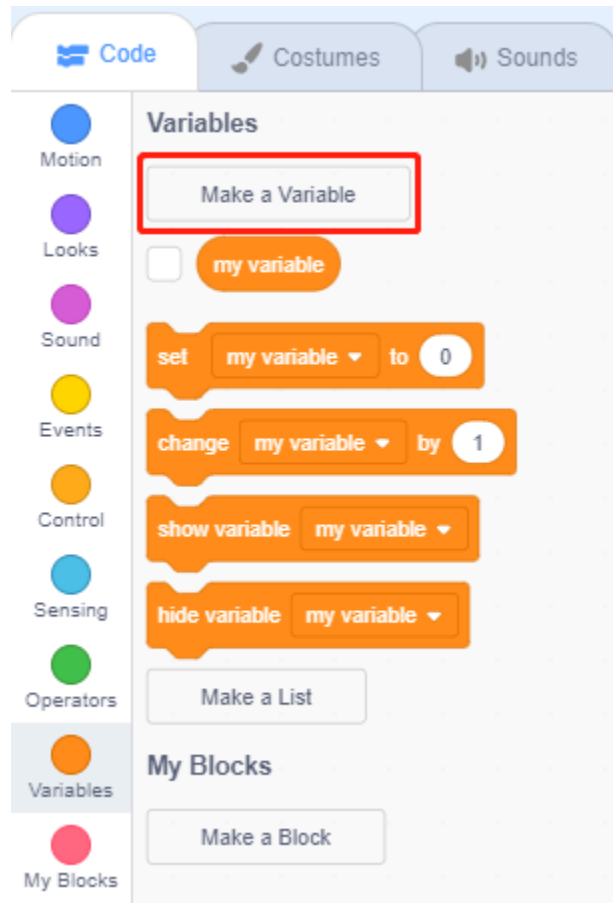 Code Costumes Sounds
Motion
Looks
Sound
Events
Control
Sensing
Operators
Variables
My Blocks
Variables
Make a Variable
my variable
set my variable to 0
change my variable by 1
show variable my variable
hide variable my variable
Make a List
My Blocks
Make a Block